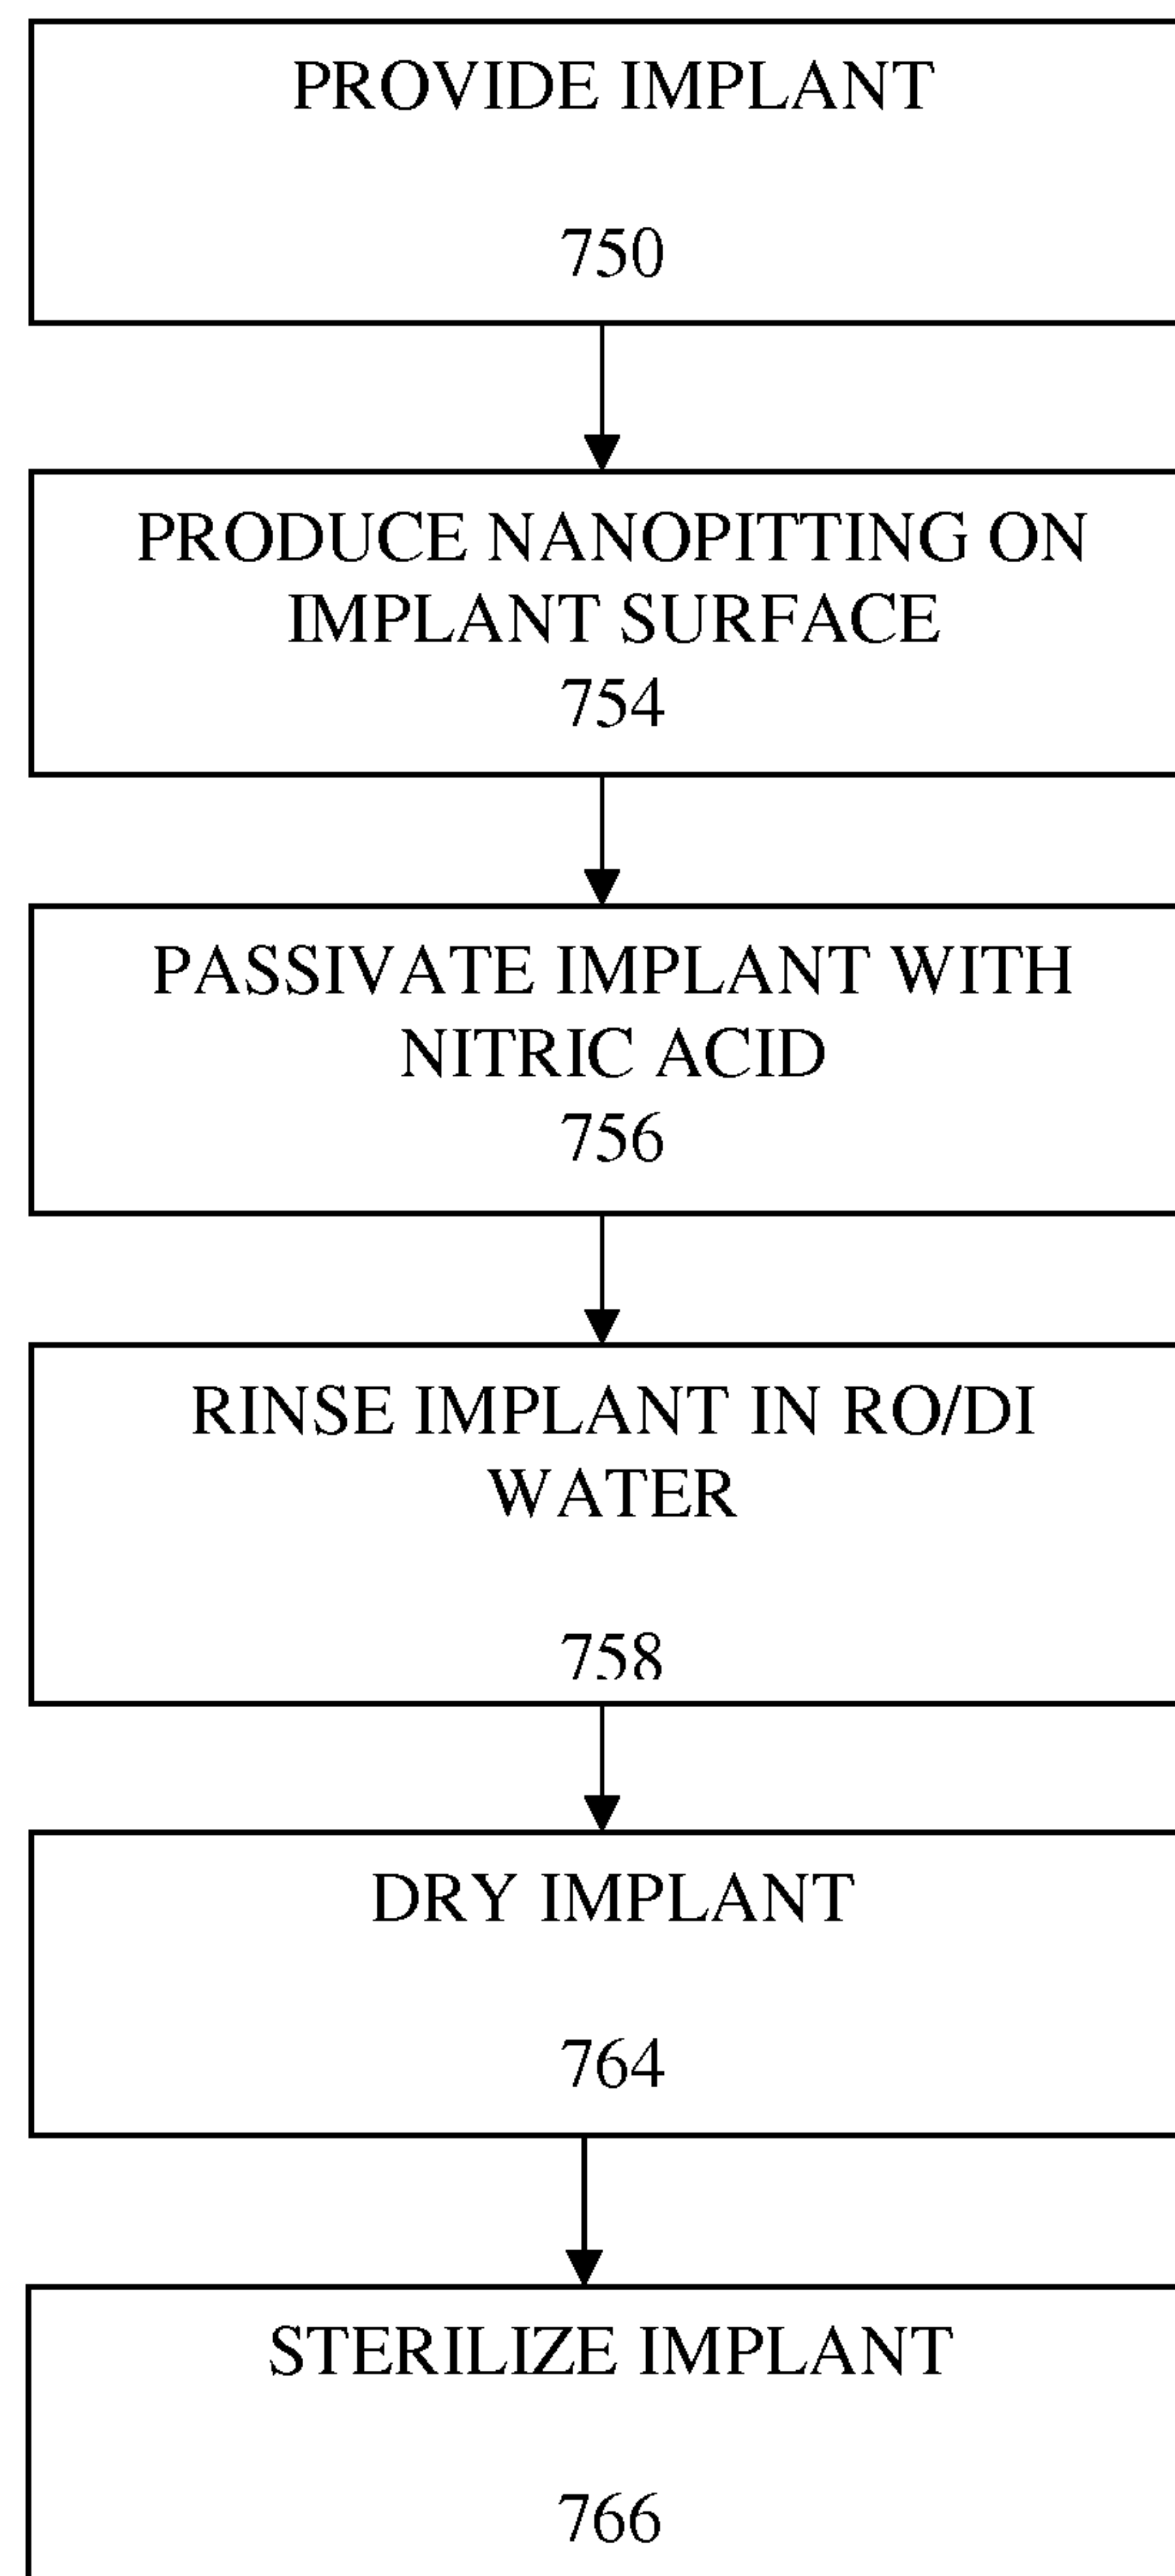 PROVIDE IMPLANT
750
PRODUCE NANOPITTING ON
IMPLANT SURFACE
754
PASSIVATE IMPLANT WITH
NITRIC ACID
756
RINSE IMPLANT IN RO/DI
WATER
758
DRY IMPLANT
764
STERILIZE IMPLANT
766